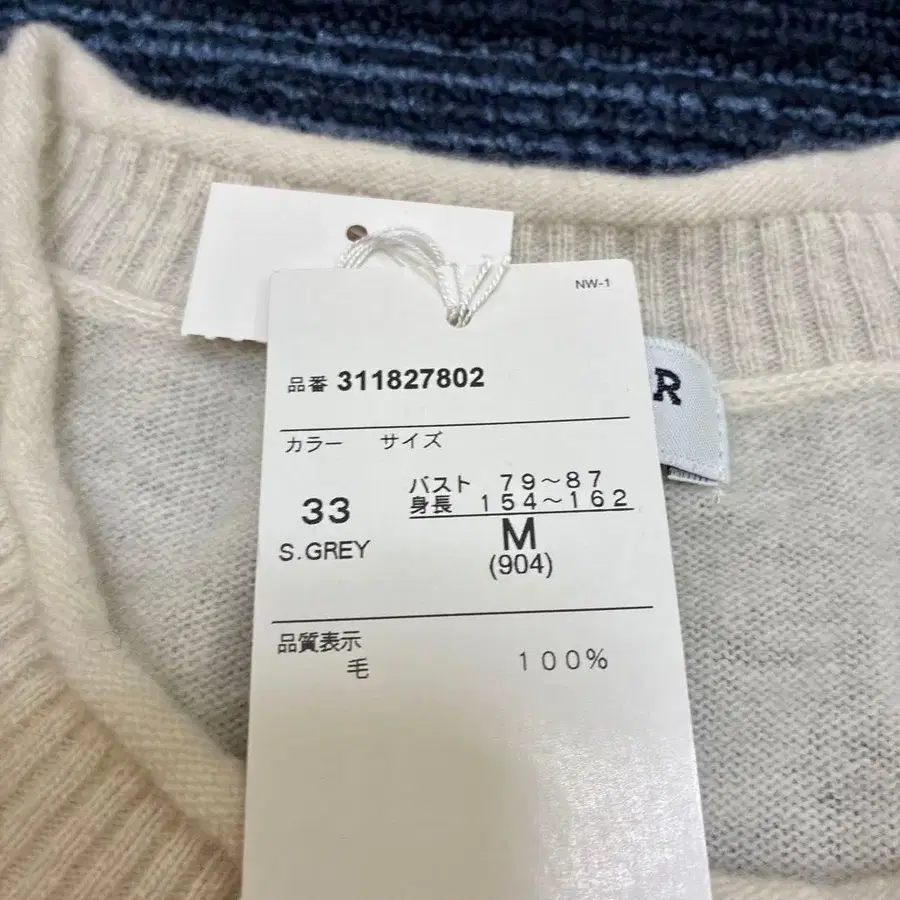 NW-1
品番 311827802
カラー サイズ
バスト 79～87
身長 154～162
33
M
S.GREY
(904)
品質表示
毛 100%
R